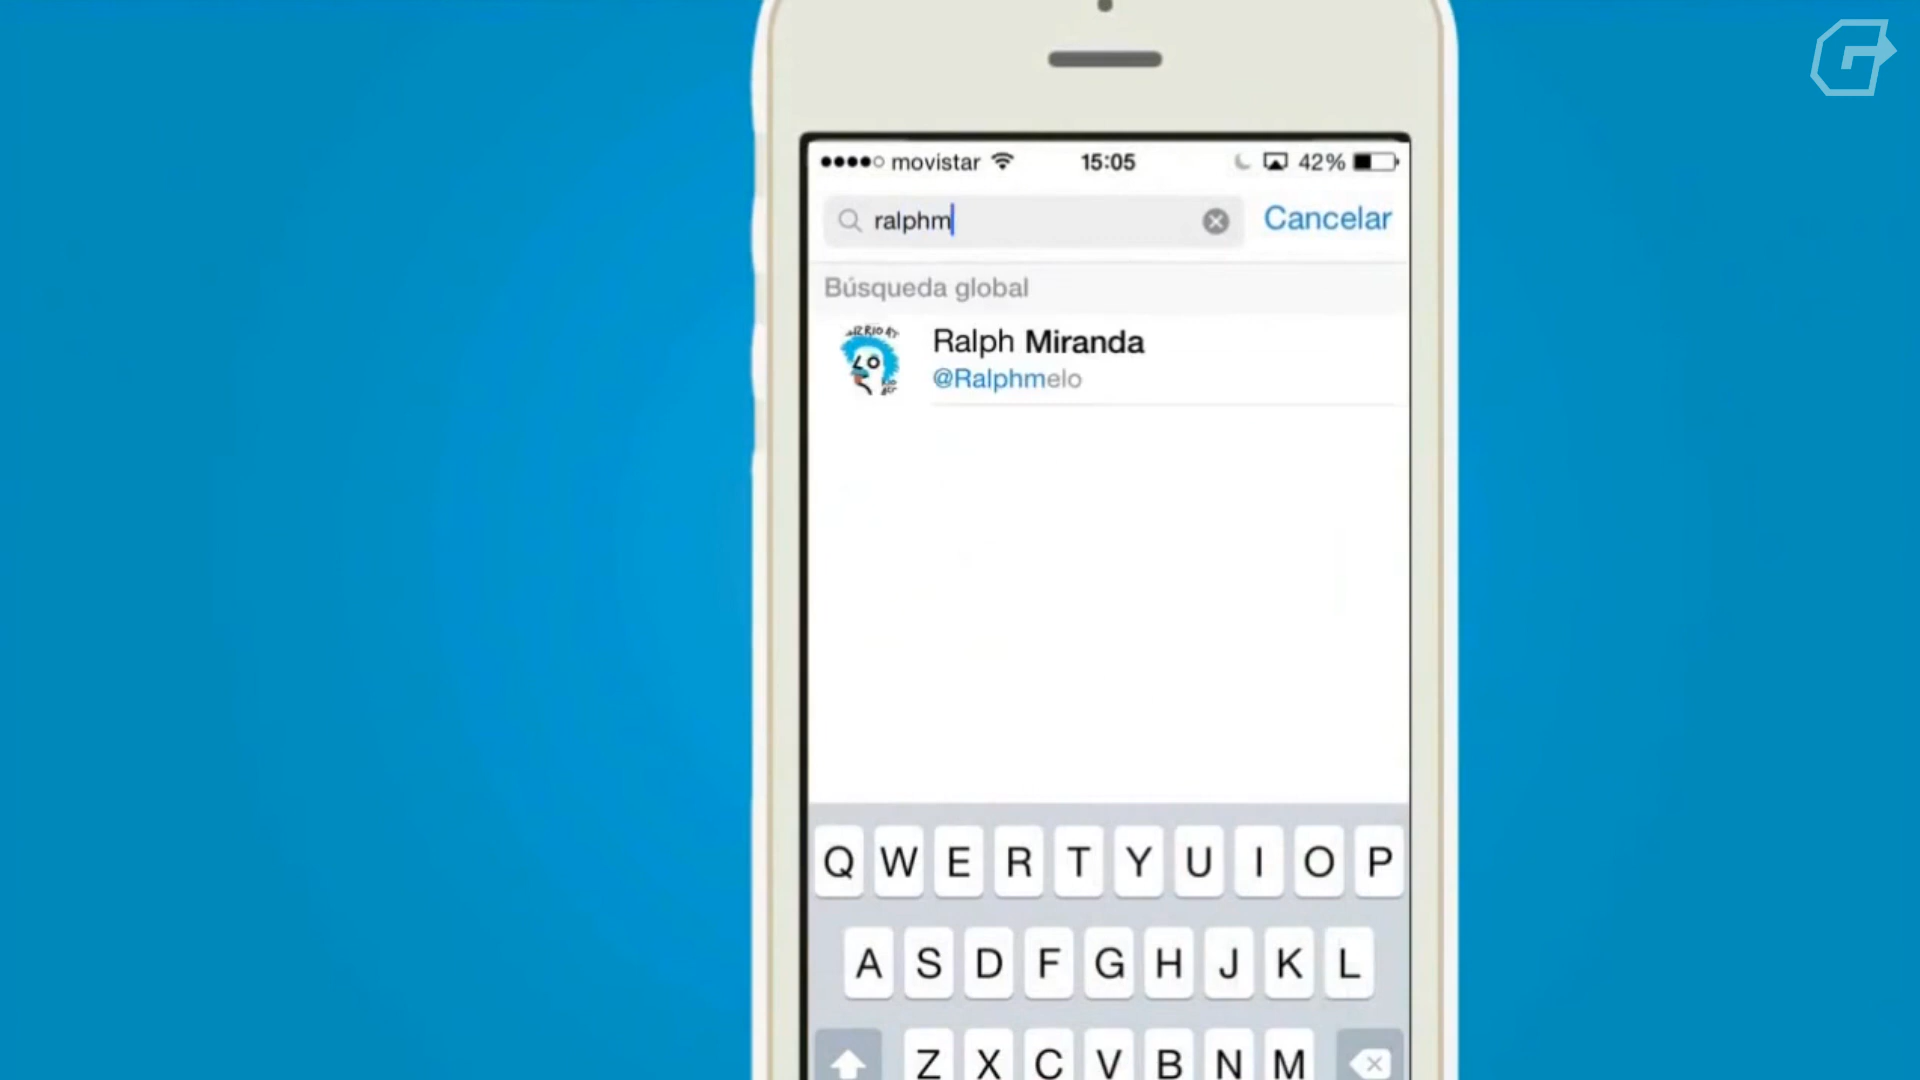 movistar 15:05 42%
ralphm Cancelar
Búsqueda global
Ralph Miranda
@Ralphmelo
Q W E R T Y U I O P
A S D F G H J K L
Z X C V B N M